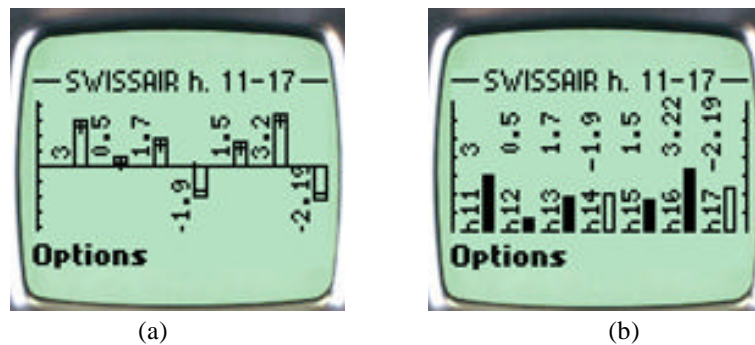 SWISSAIR h. 11-17
3 0.5 1.7 -1.9 1.5 3.2 -2.19
Options
(a)
SWISSAIR h. 11-17
3 0.5 1.7 -1.9 1.5 3.22 -2.19
h11 h12 h13 h14 h15 h16 h17
Options
(b)